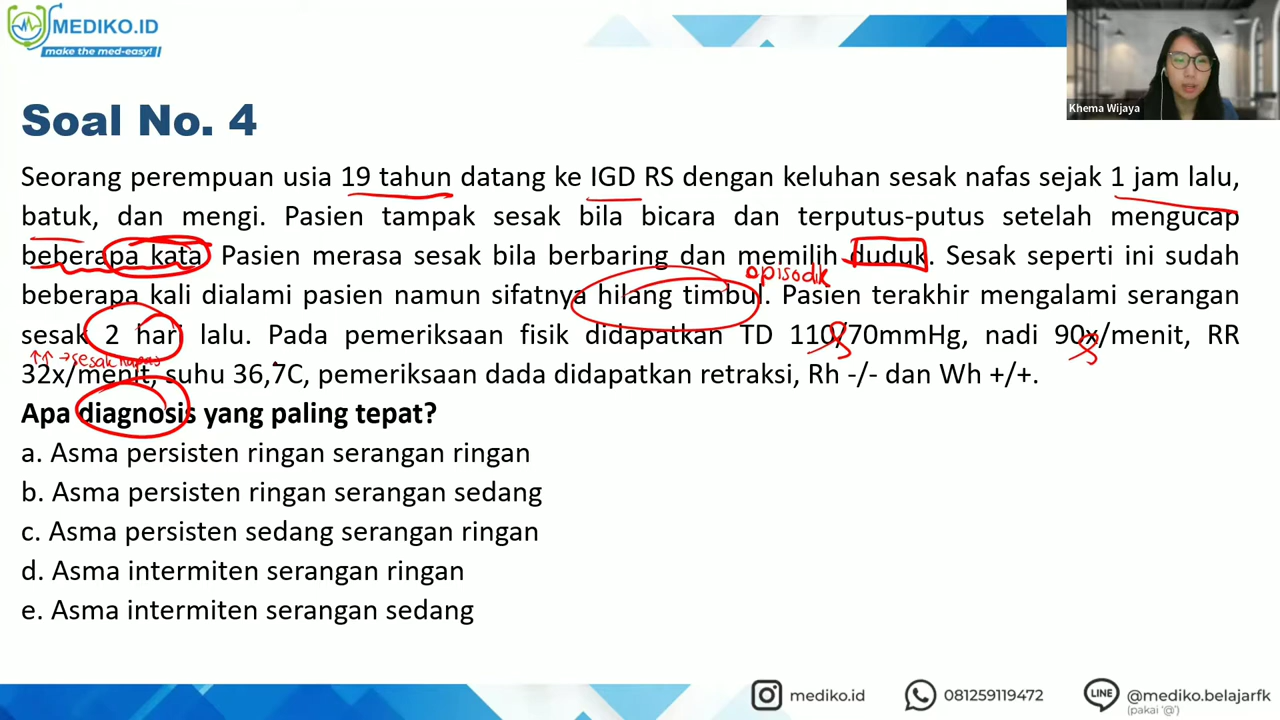 MEDIKO.ID
make the med-easy!
Khema Wijaya
Soal No. 4
Seorang perempuan usia 19 tahun datang ke IGD RS dengan keluhan sesak nafas sejak 1 jam lalu,
batuk, dan mengi. Pasien tampak sesak bila bicara dan terputus-putus setelah mengucap
beberapa kata. Pasien merasa sesak bila berbaring dan memilih duduk. Sesak seperti ini sudah
episodik
beberapa kali dialami pasien namun sifatnya hilang timbul. Pasien terakhir mengalami serangan
sesak 2 hari lalu. Pada pemeriksaan fisik didapatkan TD 110/70mmHg, nadi 90x/menit, RR
↑↑ → sesak napas
32x/menit, suhu 36,7C, pemeriksaan dada didapatkan retraksi, Rh -/- dan Wh +/+.
Apa diagnosis yang paling tepat?
a. Asma persisten ringan serangan ringan
b. Asma persisten ringan serangan sedang
c. Asma persisten sedang serangan ringan
d. Asma intermiten serangan ringan
e. Asma intermiten serangan sedang
mediko.id
081259119472
LINE
@mediko.belajarfk
(pakai '@')